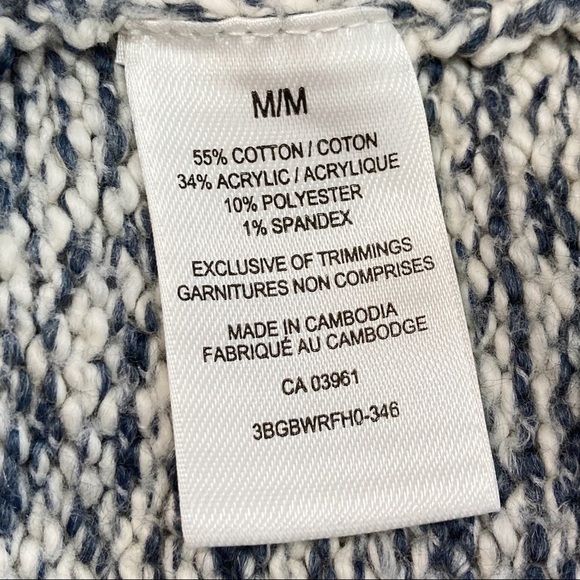 M/M
55% COTTON / COTON
34% ACRYLIC / ACRYLIQUE
10% POLYESTER
1% SPANDEX
EXCLUSIVE OF TRIMMINGS
GARNITURES NON COMPRISES
MADE IN CAMBODIA
FABRIQUÉ AU CAMBODGE
CA 03961
3BGBWRFH0-346